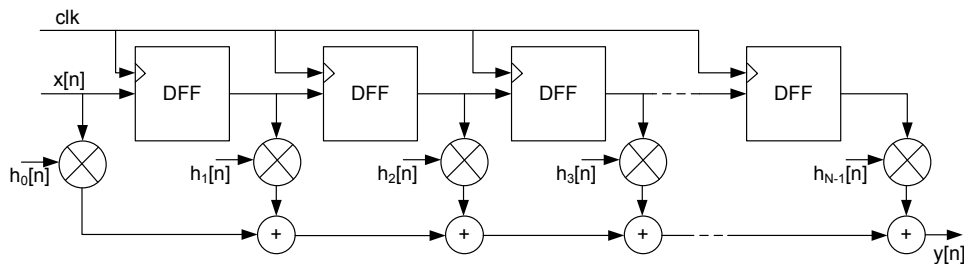 clk
x[n]
DFF
DFF
DFF
DFF
h₀[n]
h₁[n]
h₂[n]
h₃[n]
hN-1[n]
+
+
+
+
y[n]